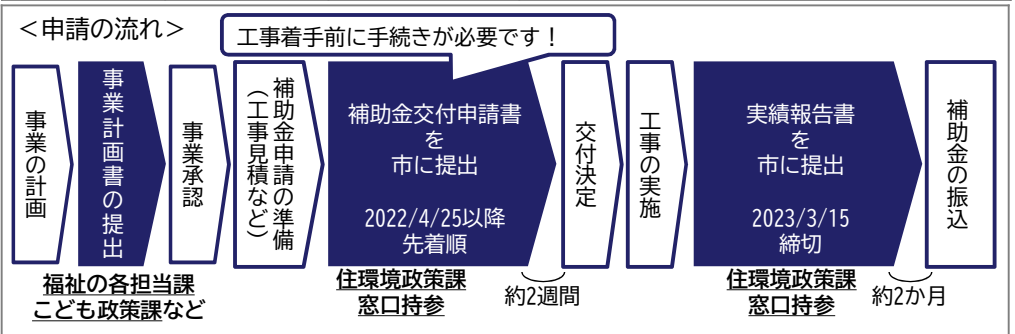 ＜申請の流れ＞
工事着手前に手続きが必要です！
事業の計画
事業計画書の提出
事業承認
補助金申請の準備
（工事見積など）
補助金交付申請書
を
市に提出
2022/4/25以降
先着順
交付決定
工事の実施
実績報告書
を
市に提出
2023/3/15
締切
補助金の振込
福祉の各担当課
こども政策課など
住環境政策課
窓口持参
約2週間
住環境政策課
窓口持参
約2か月